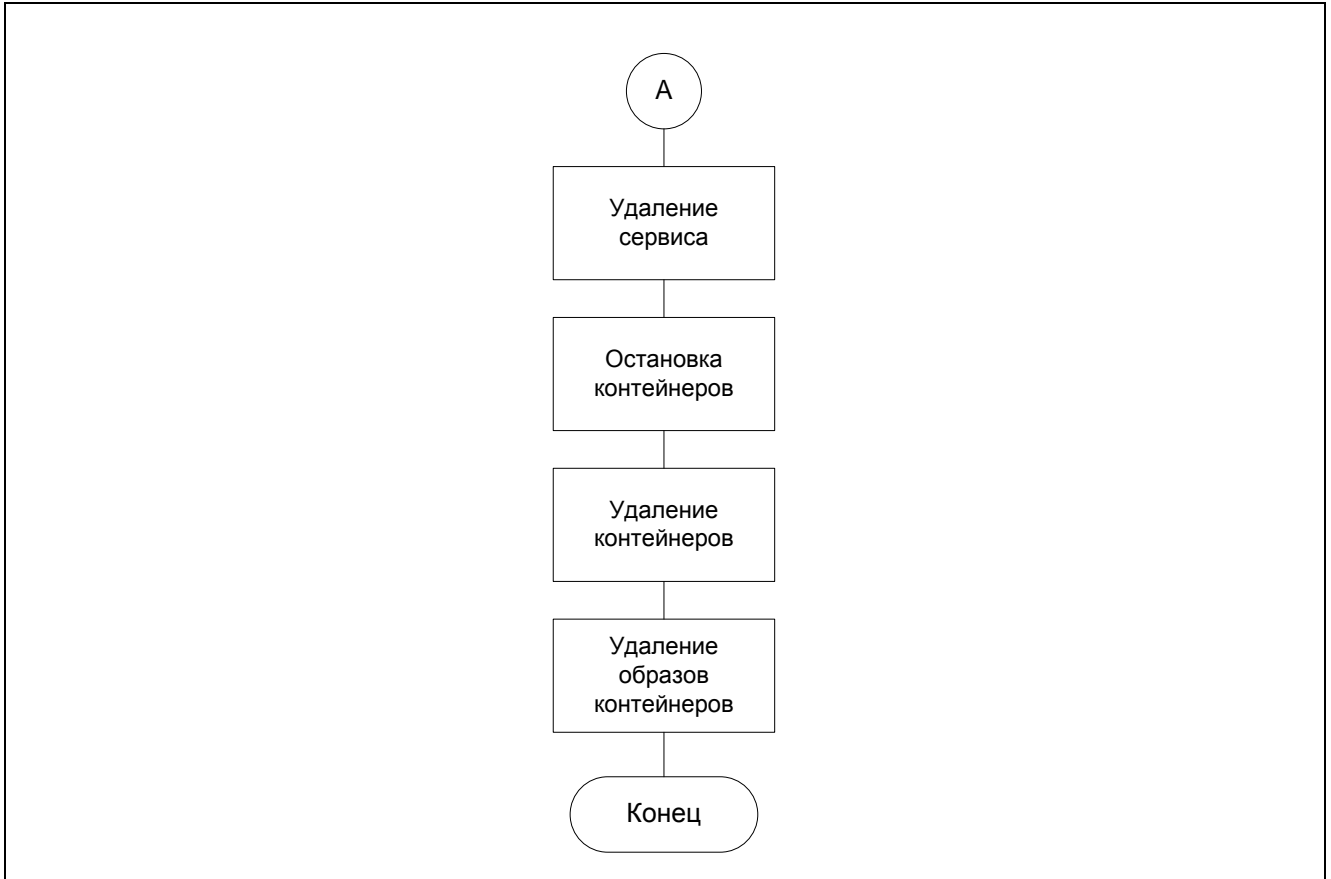 А
Удаление
сервиса
Остановка
контейнеров
Удаление
контейнеров
Удаление
образов
контейнеров
Конец